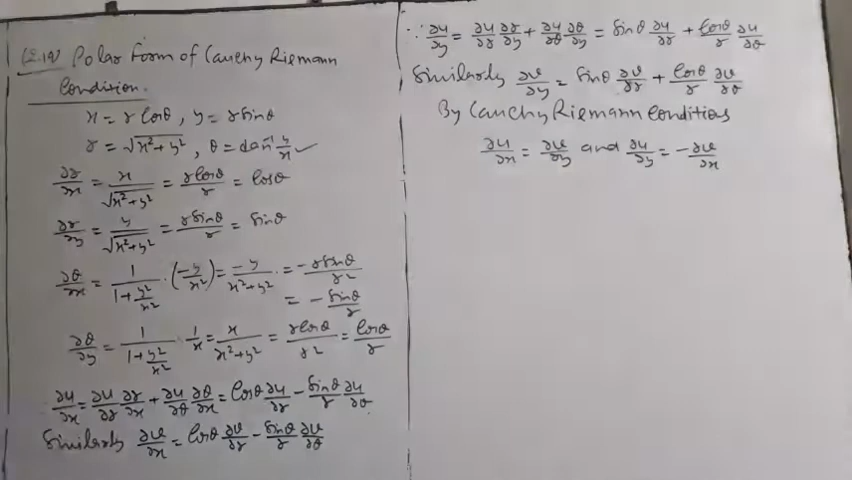 (2.19) Polar Form of Cauchy Riemann
Condition.
x = r cosθ, y = r sinθ
r = √x²+y² , θ = tan⁻¹ y/x ✓
∂r/∂x = x/√x²+y² = r cosθ/r = cosθ
∂r/∂y = y/√x²+y² = r sinθ/r = sinθ
∂θ/∂x = 1/(1+y²/x²) · (-y/x²) = -y/(x²+y²) · = -r sinθ/r²
= - sinθ/r
∂θ/∂y = 1/(1+y²/x²) · 1/x = x/(x²+y²) = r cosθ/r² = cosθ/r
∂u/∂x = ∂u/∂r ∂r/∂x + ∂u/∂θ ∂θ/∂x = cosθ ∂u/∂r - sinθ/r ∂u/∂θ
Similarly ∂v/∂x = cosθ ∂v/∂r - sinθ/r ∂v/∂θ
∵ ∂u/∂y = ∂u/∂r ∂r/∂y + ∂u/∂θ ∂θ/∂y = sinθ ∂u/∂r + cosθ/r ∂u/∂θ
Similarly ∂v/∂y = sinθ ∂v/∂r + cosθ/r ∂v/∂θ
By Cauchy Riemann Conditions
∂u/∂x = ∂v/∂y and ∂u/∂y = -∂v/∂x